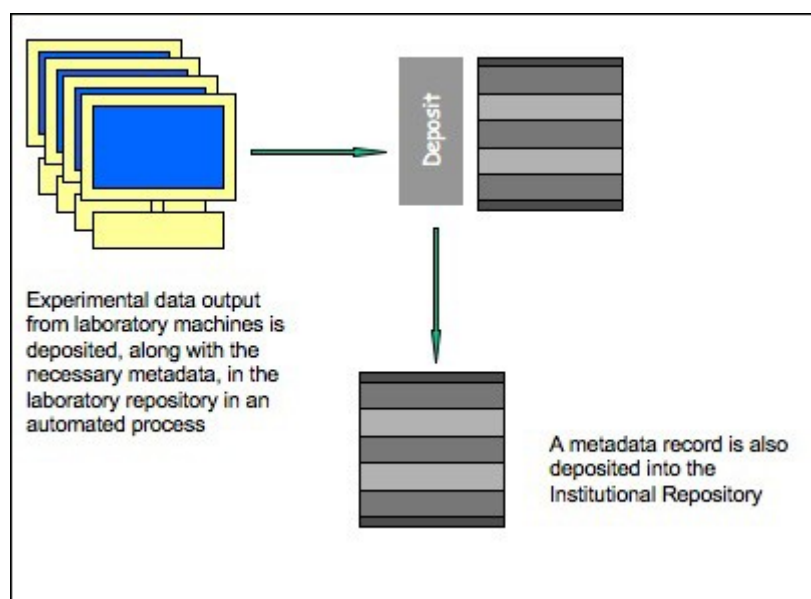 Deposit
Experimental data output
from laboratory machines is
deposited, along with the
necessary metadata, in the
laboratory repository in an
automated process
A metadata record is also
deposited into the
Institutional Repository